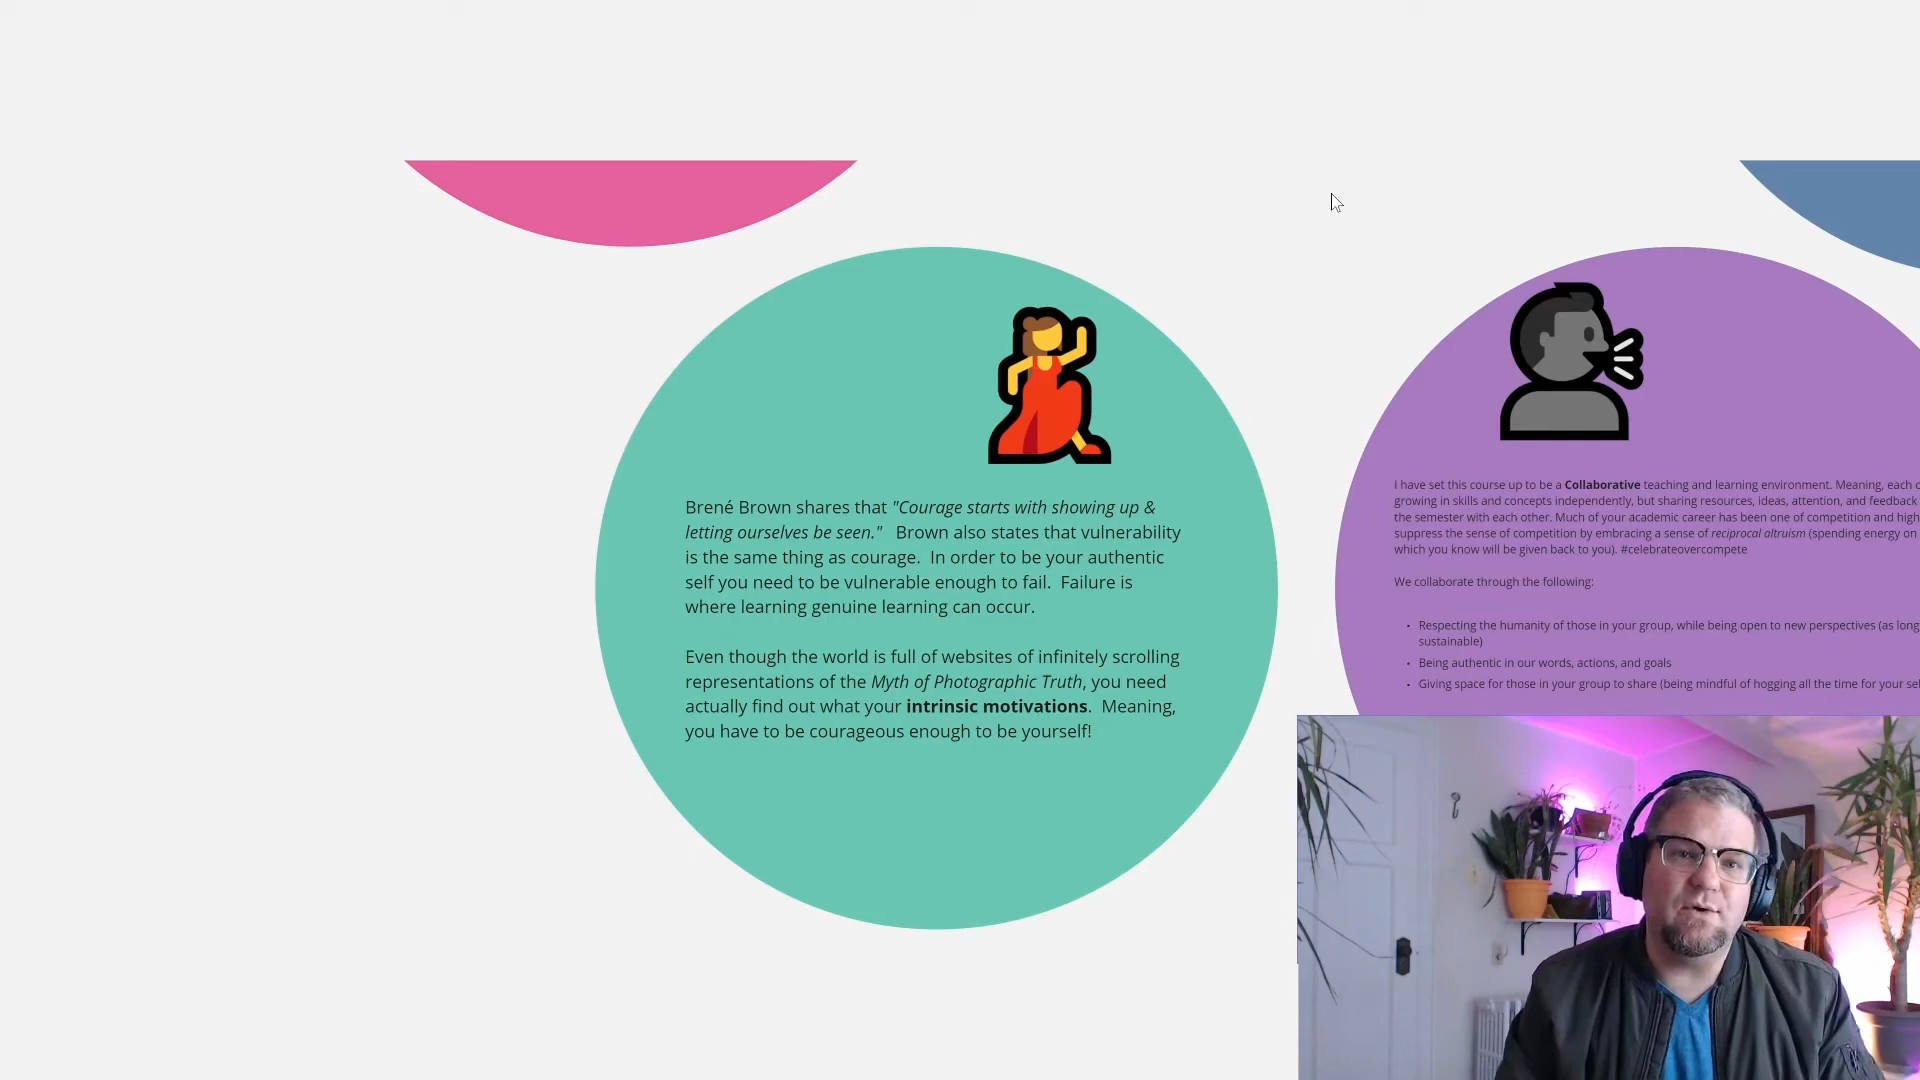 Brené Brown shares that "Courage starts with showing up &
letting ourselves be seen."   Brown also states that vulnerability
is the same thing as courage.  In order to be your authentic
self you need to be vulnerable enough to fail.  Failure is
where learning genuine learning can occur.
Even though the world is full of websites of infinitely scrolling
representations of the Myth of Photographic Truth, you need
actually find out what your intrinsic motivations.  Meaning,
you have to be courageous enough to be yourself!
I have set this course up to be a Collaborative teaching and learning environment. Meaning, each
growing in skills and concepts independently, but sharing resources, ideas, attention, and feedback
the semester with each other. Much of your academic career has been one of competition and high
suppress the sense of competition by embracing a sense of reciprocal altruism (spending energy on
which you know will be given back to you). #celebrateovercompete
We collaborate through the following:
• Respecting the humanity of those in your group, while being open to new perspectives (as long
sustainable)
• Being authentic in our words, actions, and goals
• Giving space for those in your group to share (being mindful of hogging all the time for your